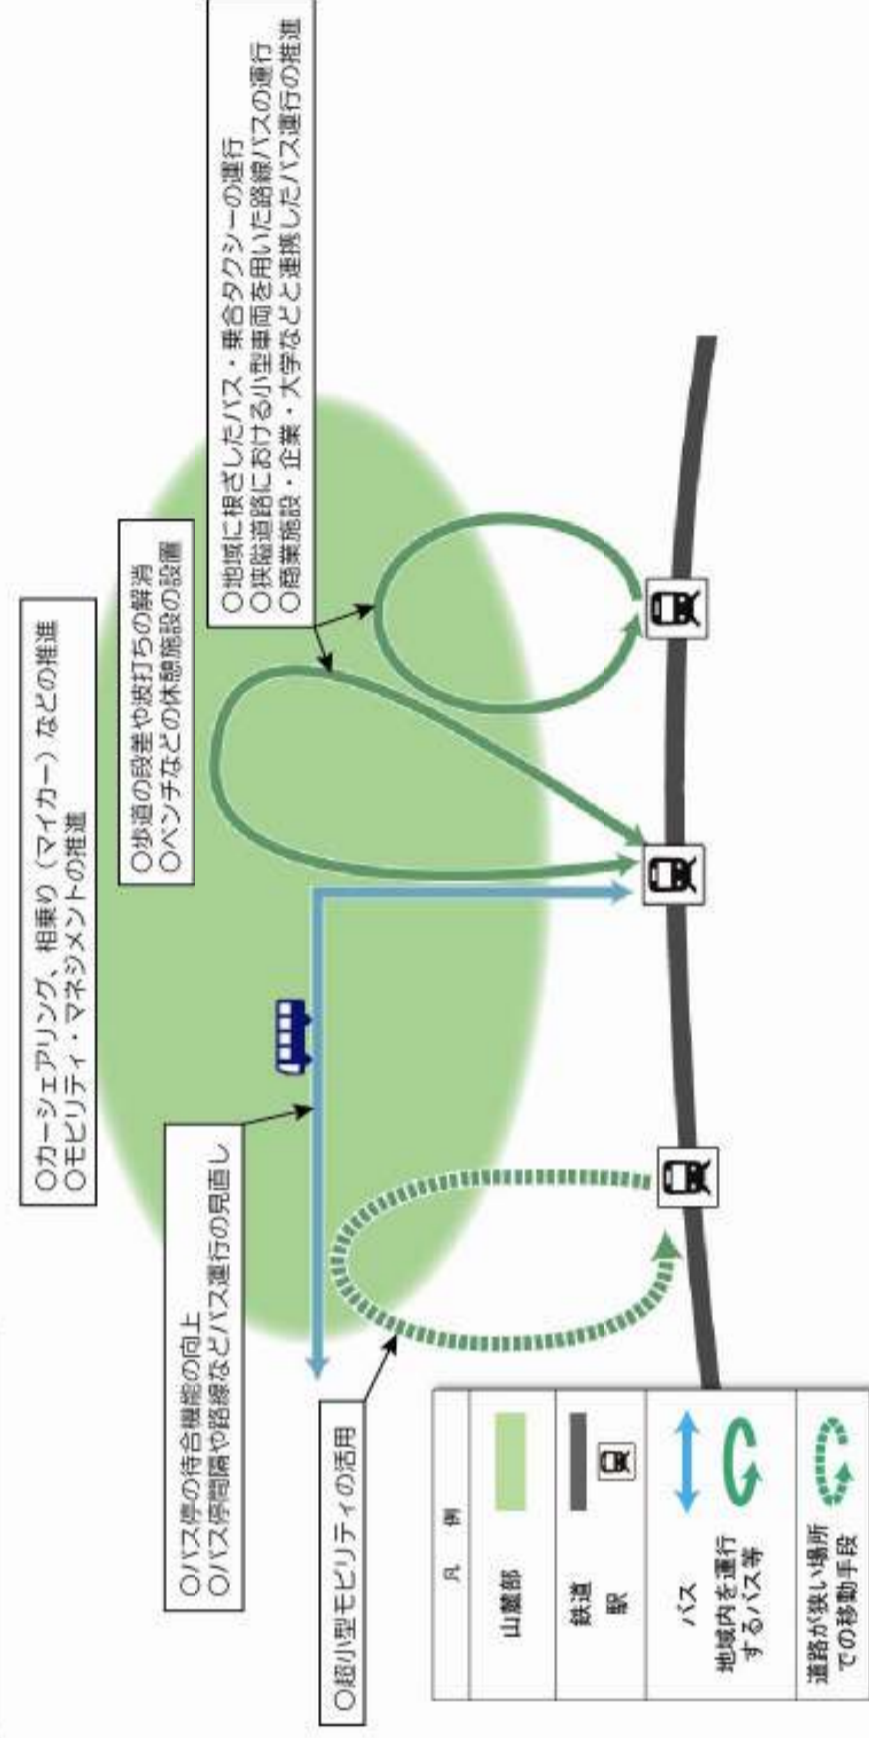 ○カーシェアリング、相乗り（マイカー）などの推進
○モビリティ・マネジメントの推進
○歩道の段差や波打ちの解消
○ベンチなどの休憩施設の設置
○地域に根ざしたバス・乗合タクシーの運行
○狭隘道路における小型車両を用いた路線バスの運行
○商業施設・企業・大学などと連携したバス運行の推進
○バス停の待合機能の向上
○バス停間隔や路線などバス運行の見直し
○超小型モビリティの活用
凡　例
山麓部
鉄道
駅
バス
地域内を運行
するバス等
道路が狭い場所
での移動手段